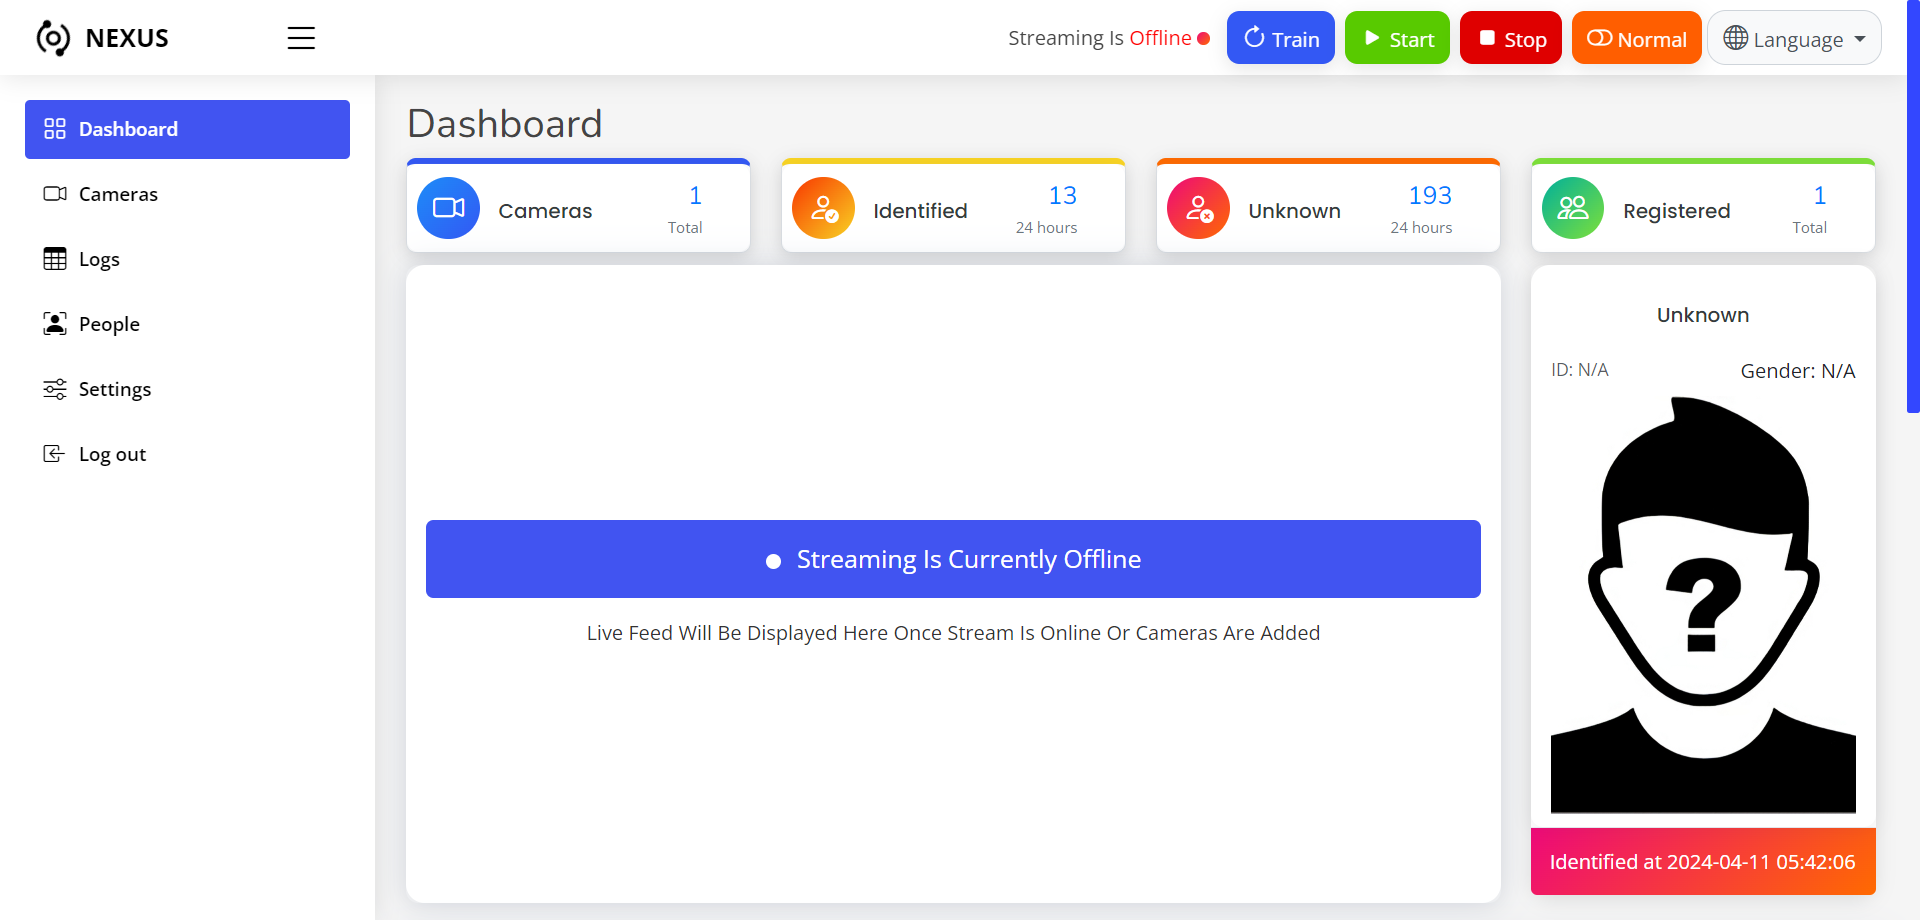 NEXUS
Streaming Is Offline
Train
Start
Stop
Normal
Language
Dashboard
Cameras
Logs
People
Settings
Log out
Dashboard
Cameras
1
Total
Identified
13
24 hours
Unknown
193
24 hours
Registered
1
Total
Streaming Is Currently Offline
Live Feed Will Be Displayed Here Once Stream Is Online Or Cameras Are Added
Unknown
ID: N/A
Gender: N/A
?
Identified at 2024-04-11 05:42:06